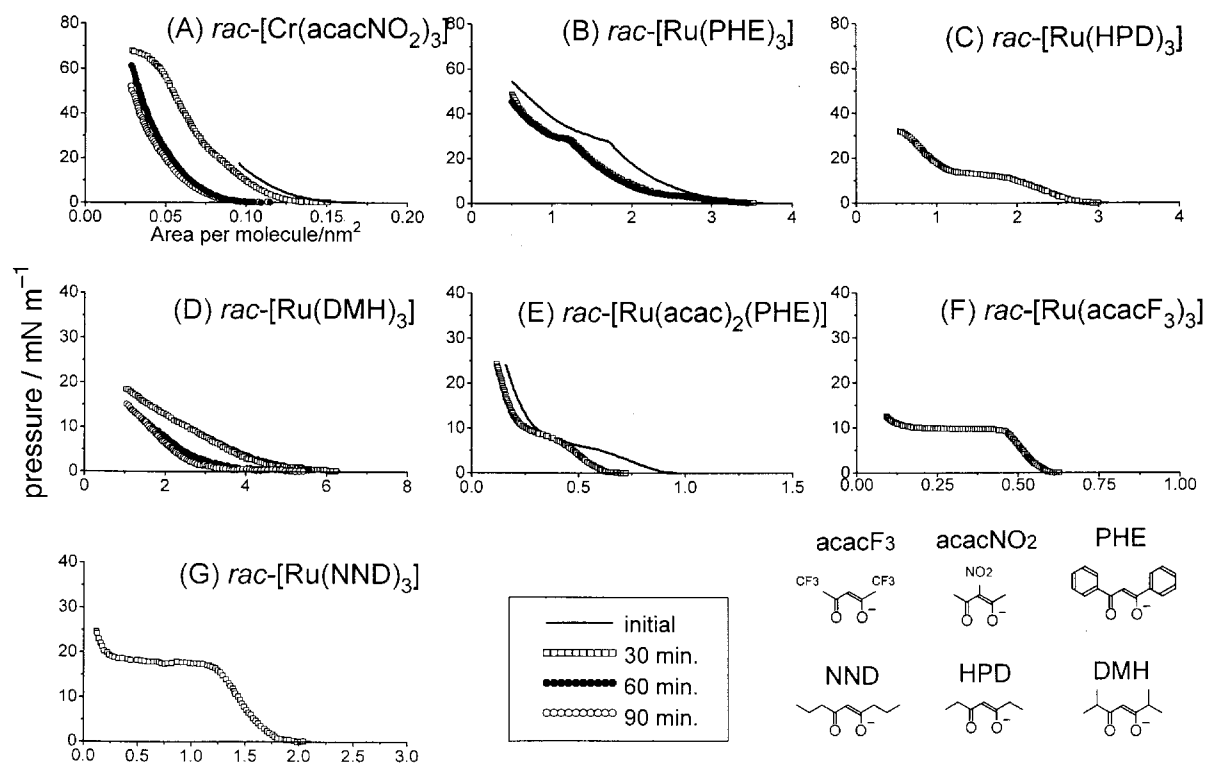 (A) rac-[Cr(acacNO2)3]
80
60
40
20
0
0.00 0.05 0.10 0.15 0.20
Area per molecule/nm2
(B) rac-[Ru(PHE)3]
80
60
40
20
0
0 1 2 3 4
(C) rac-[Ru(HPD)3]
80
60
40
20
0
0 1 2 3 4
pressure / mN m−1
(D) rac-[Ru(DMH)3]
40
30
20
10
0
0 2 4 6 8
(E) rac-[Ru(acac)2(PHE)]
40
30
20
10
0
0.0 0.5 1.0 1.5
(F) rac-[Ru(acacF3)3]
40
30
20
10
0
0.00 0.25 0.50 0.75 1.00
(G) rac-[Ru(NND)3]
40
30
20
10
0
0.0 0.5 1.0 1.5 2.0 2.5 3.0
initial
30 min.
60 min.
90 min.
acacF3 acacNO2 PHE
CF3 CF3 NO2
O O− O O− O O−
NND HPD DMH
O O− O O− O O−